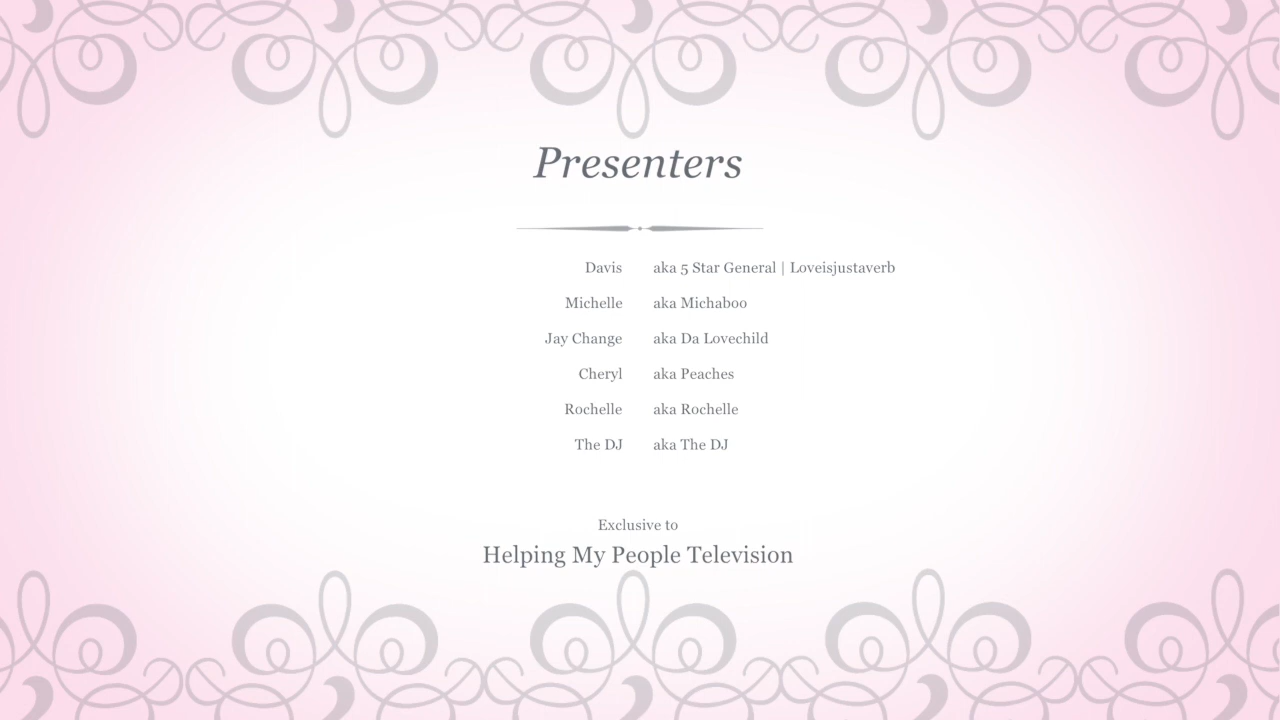 Presenters
Davis aka 5 Star General | Loveisjustaverb
Michelle aka Michaboo
Jay Change aka Da Lovechild
Cheryl aka Peaches
Rochelle aka Rochelle
The DJ aka The DJ
Exclusive to
Helping My People Television